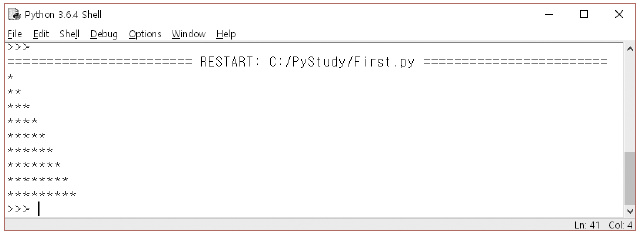 Python 3.6.4 Shell
File Edit Shell Debug Options Window Help
>>>
======================== RESTART: C:/PyStudy/First.py ========================
*
**
***
****
*****
******
*******
********
*********
>>>
Ln: 41 Col: 4